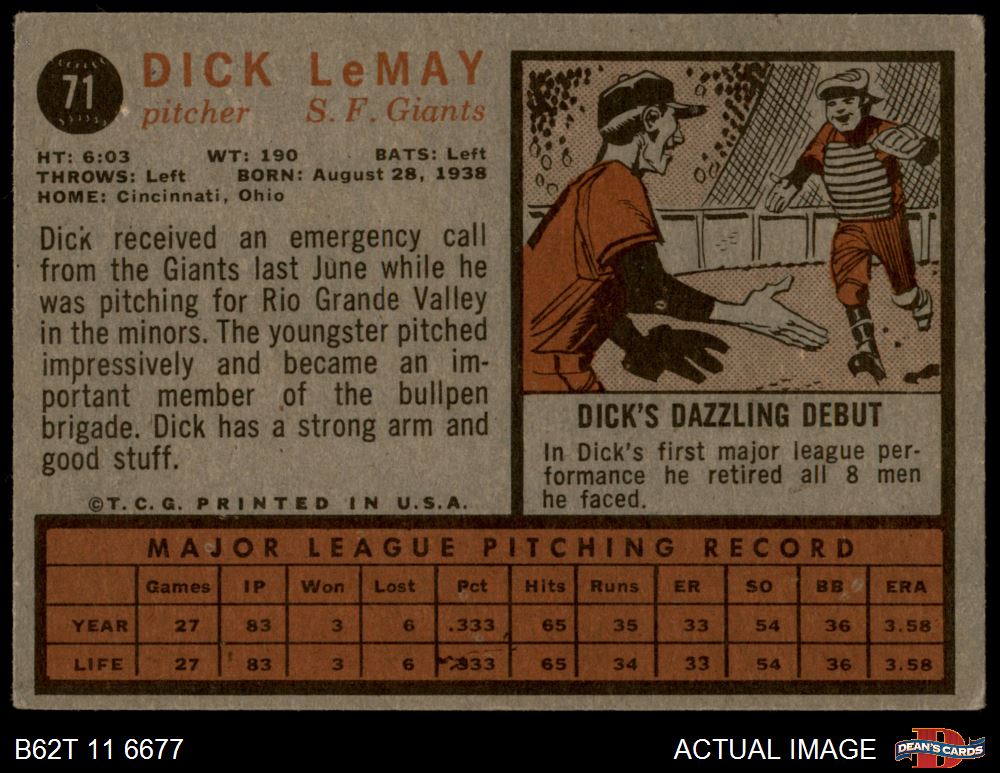 71
DICK LeMAY
pitcher S. F. Giants
HT: 6:03 WT: 190 BATS: Left
THROWS: Left BORN: August 28, 1938
HOME: Cincinnati, Ohio
Dick received an emergency call
from the Giants last June while he
was pitching for Rio Grande Valley
in the minors. The youngster pitched
impressively and became an im-
portant member of the bullpen
brigade. Dick has a strong arm and
good stuff.
©T. C. G. PRINTED IN U.S.A.
DICK'S DAZZLING DEBUT
In Dick's first major league per-
formance he retired all 8 men
he faced.
MAJOR LEAGUE PITCHING RECORD
Games IP Won Lost Pct Hits Runs ER SO BB ERA
YEAR 27 83 3 6 .333 65 35 33 54 36 3.58
LIFE 27 83 3 6 .333 65 34 33 54 36 3.58
B62T 11 6677 ACTUAL IMAGE
D
DEAN'S CARDS